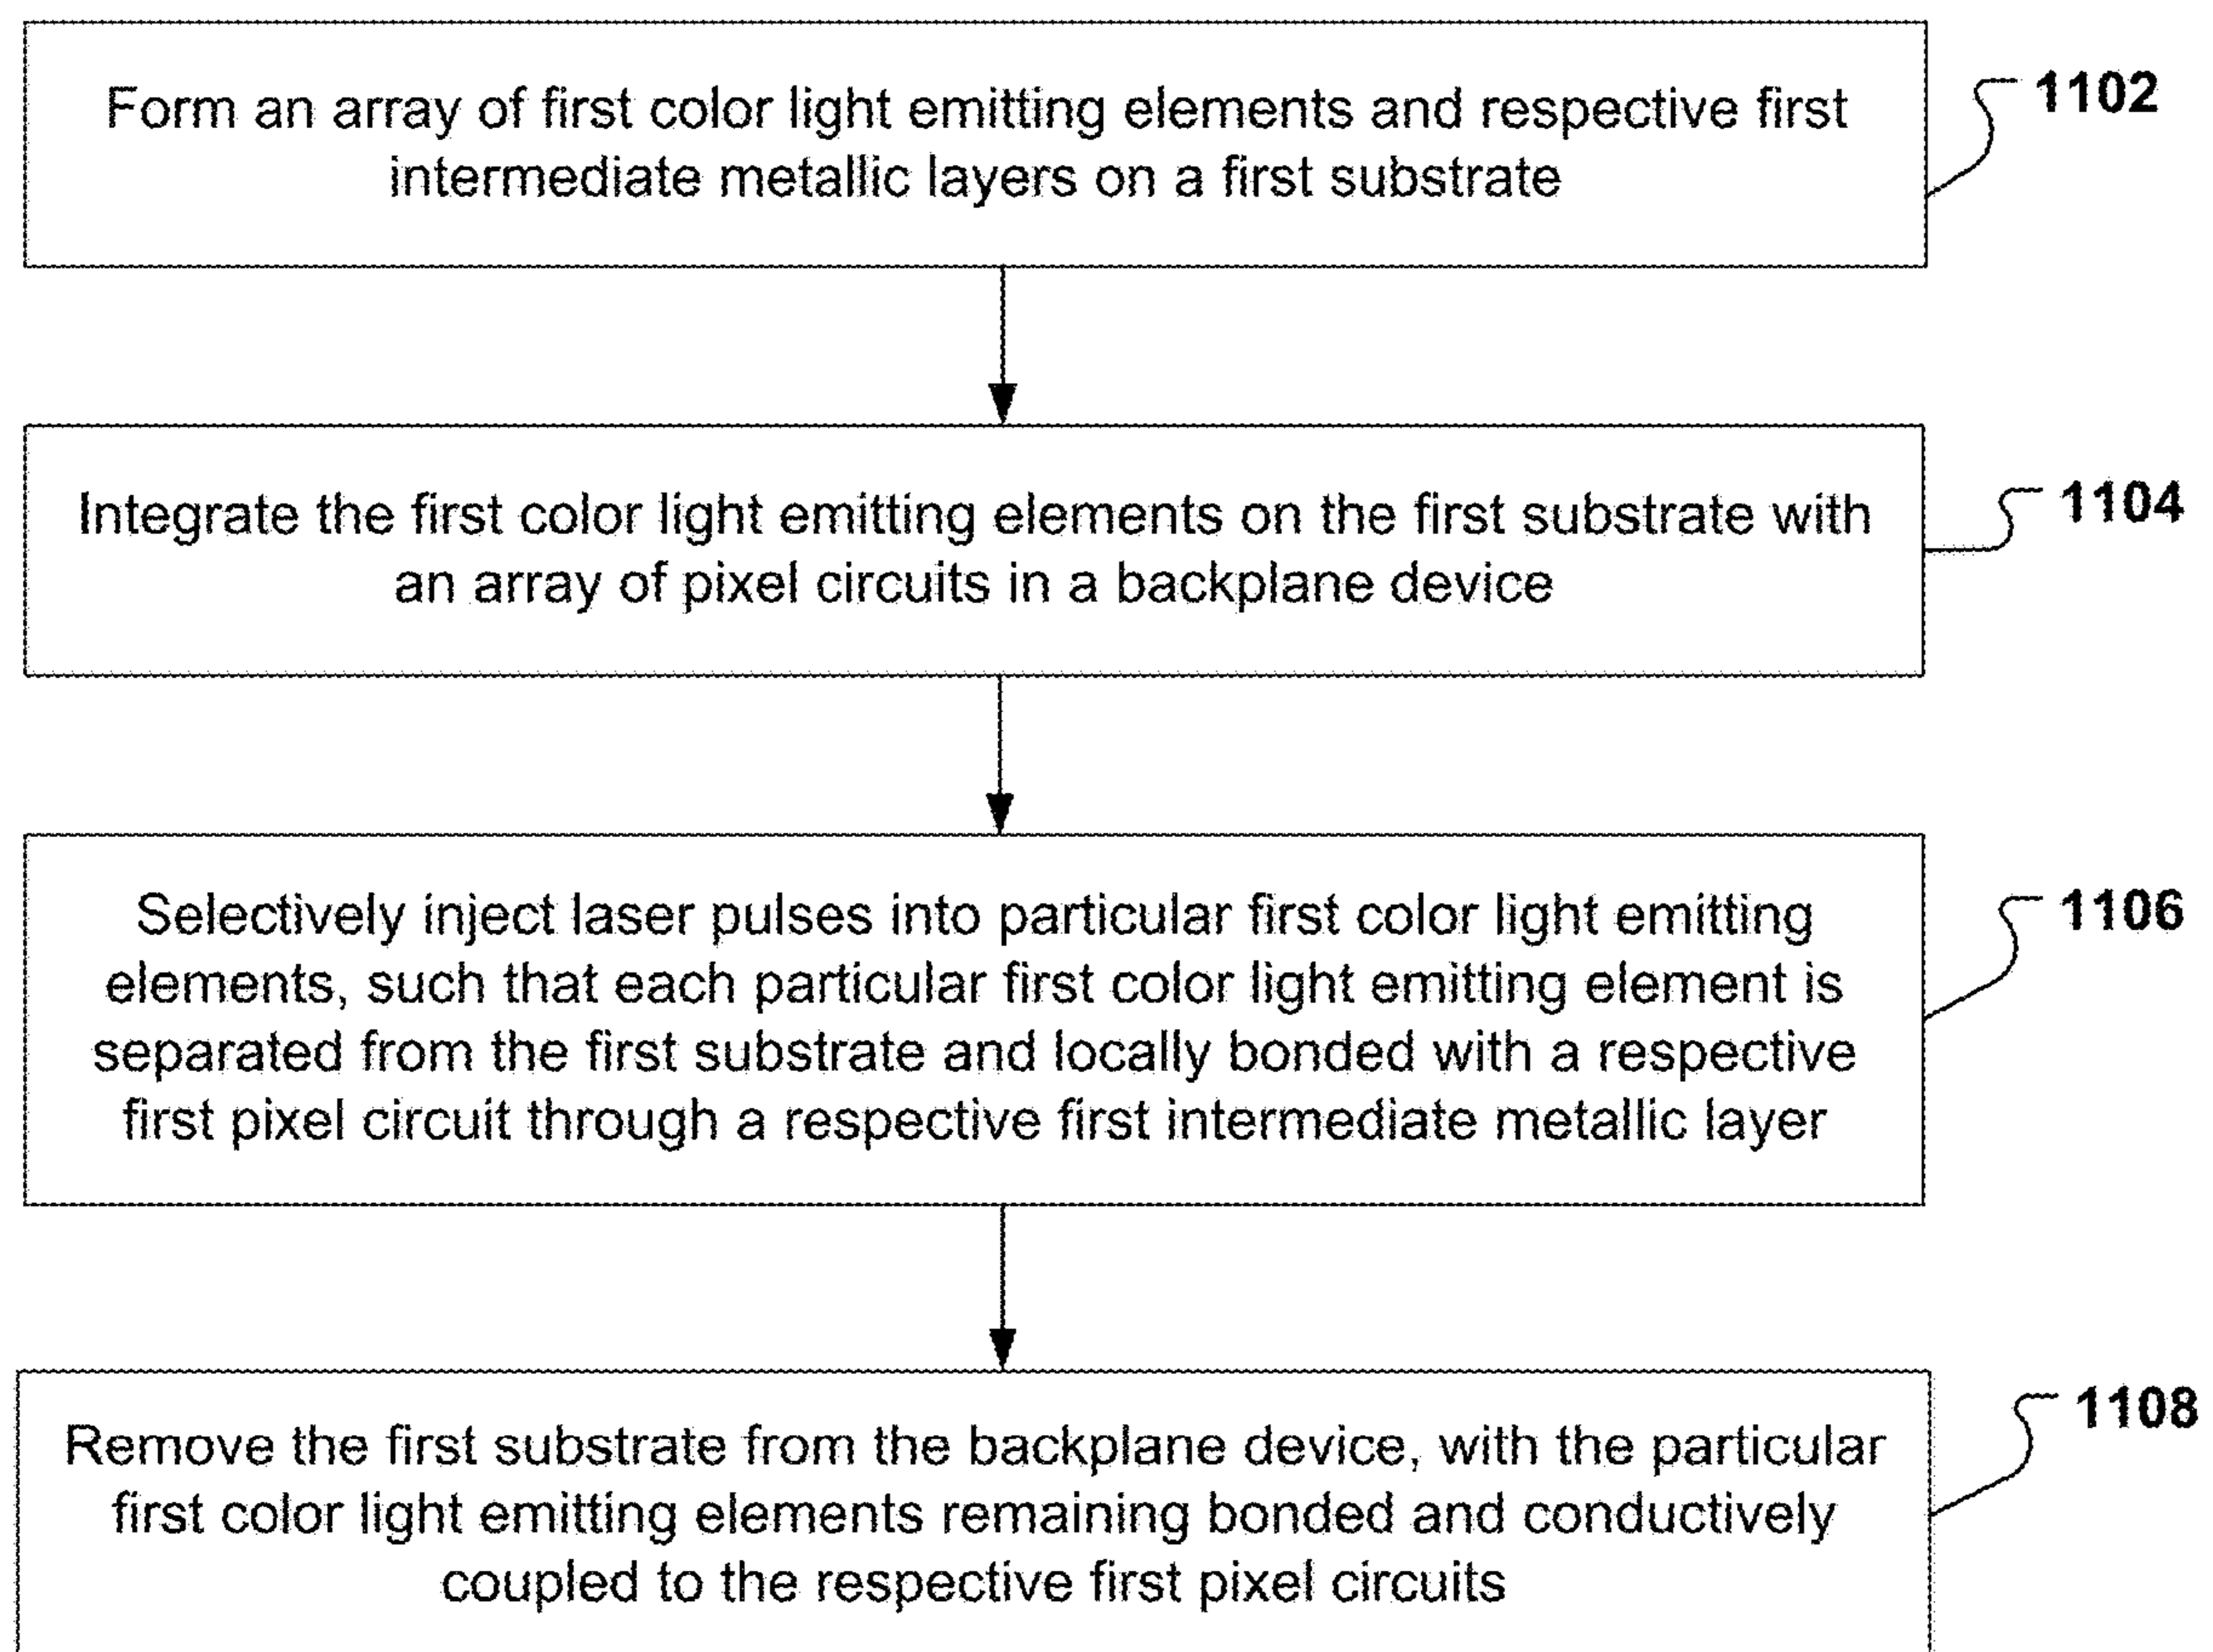 Form an array of first color light emitting elements and respective first
intermediate metallic layers on a first substrate
1102
Integrate the first color light emitting elements on the first substrate with
an array of pixel circuits in a backplane device
1104
Selectively inject laser pulses into particular first color light emitting
elements, such that each particular first color light emitting element is
separated from the first substrate and locally bonded with a respective
first pixel circuit through a respective first intermediate metallic layer
1106
Remove the first substrate from the backplane device, with the particular
first color light emitting elements remaining bonded and conductively
coupled to the respective first pixel circuits
1108